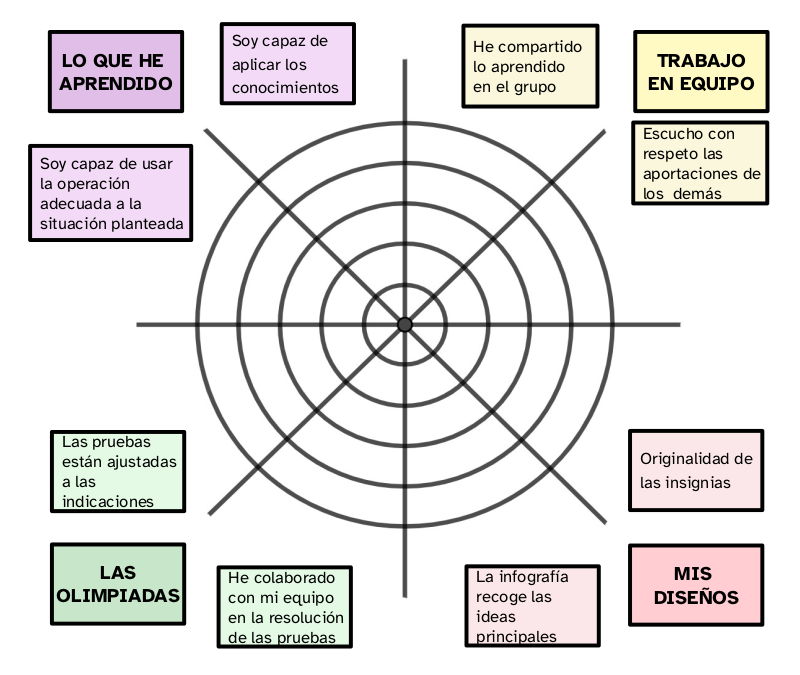 LO QUE HE
APRENDIDO
Soy capaz de
aplicar los
conocimientos
He compartido
lo aprendido
en el grupo
TRABAJO
EN EQUIPO
Soy capaz de usar
la operación
adecuada a la
situación planteada
Escucho con
respeto las
aportaciones de
los demás
Las pruebas
están ajustadas
a las
indicaciones
Originalidad de
las insignias
LAS
OLIMPIADAS
He colaborado
con mi equipo
en la resolución
de las pruebas
La infografía
recoge las
ideas
principales
MIS
DISEÑOS